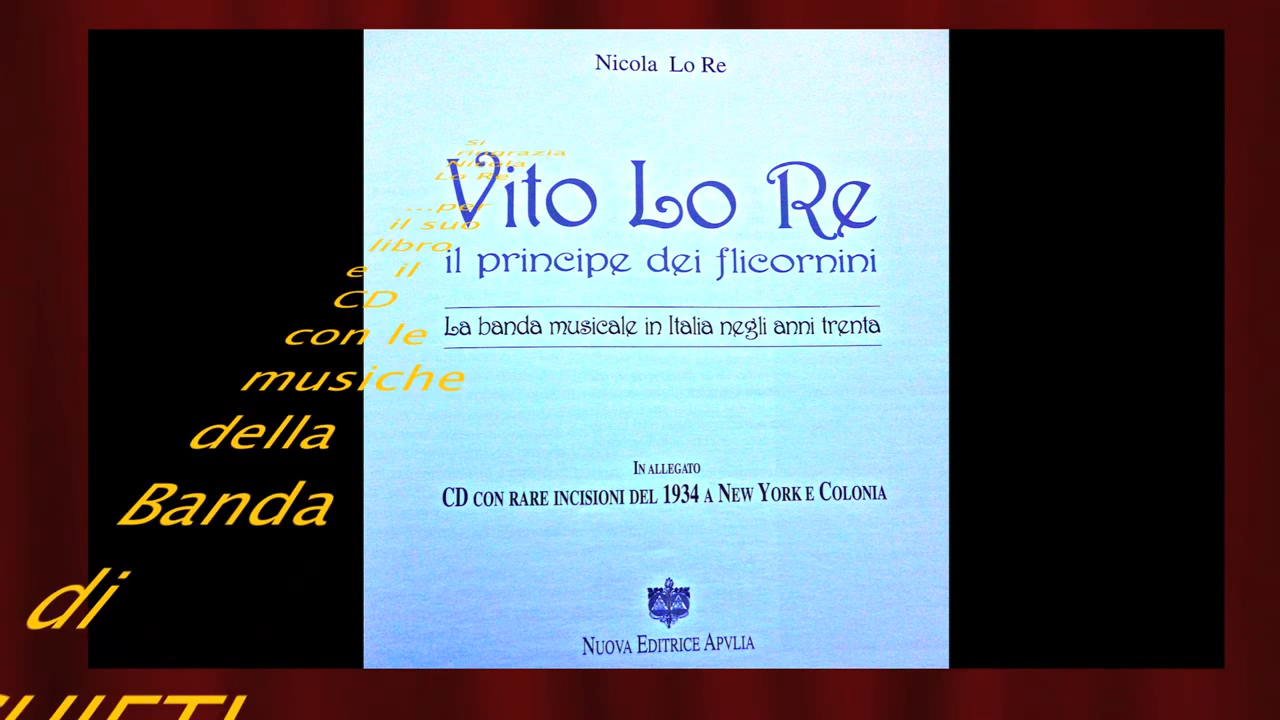 Nicola Lo Re
Vito Lo Re
il principe dei flicornini
La banda musicale in Italia negli anni trenta
IN ALLEGATO
CD CON RARE INCISIONI DEL 1934 A NEW YORK E COLONIA
NUOVA EDITRICE APVLIA
Si
ringrazia
Nicola
Lo Re
...per
il suo
libro
e il
CD
con le
musiche
della
Banda
di